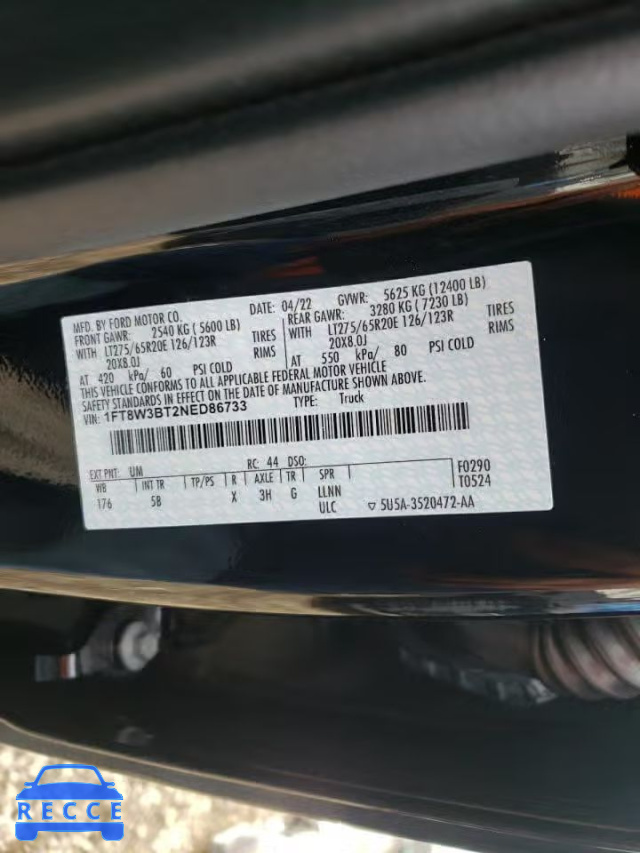 MFD. BY FORD MOTOR CO.
DATE: 04/22 GVWR: 5625 KG (12400 LB)
FRONT GAWR: 2540 KG (5600 LB) REAR GAWR: 3280 KG (7230 LB)
WITH LT275/65R20E 126/123R TIRES WITH LT275/65R20E 126/123R TIRES
20X8.0J RIMS 20X8.0J RIMS
AT 420 kPa/ 60 PSI COLD AT 550 kPa/ 80 PSI COLD
THIS VEHICLE CONFORMS TO ALL APPLICABLE FEDERAL MOTOR VEHICLE
SAFETY STANDARDS IN EFFECT ON THE DATE OF MANUFACTURE SHOWN ABOVE.
VIN: 1FT8W3BT2NED86733 TYPE: Truck
EXT PNT: UM RC: 44 DSO: F0290
WB INT TR TP/PS R AXLE TR SPR T0524
176 5B X 3H G LLNN
ULC ▽ 5U5A-3520472-AA
RECCE